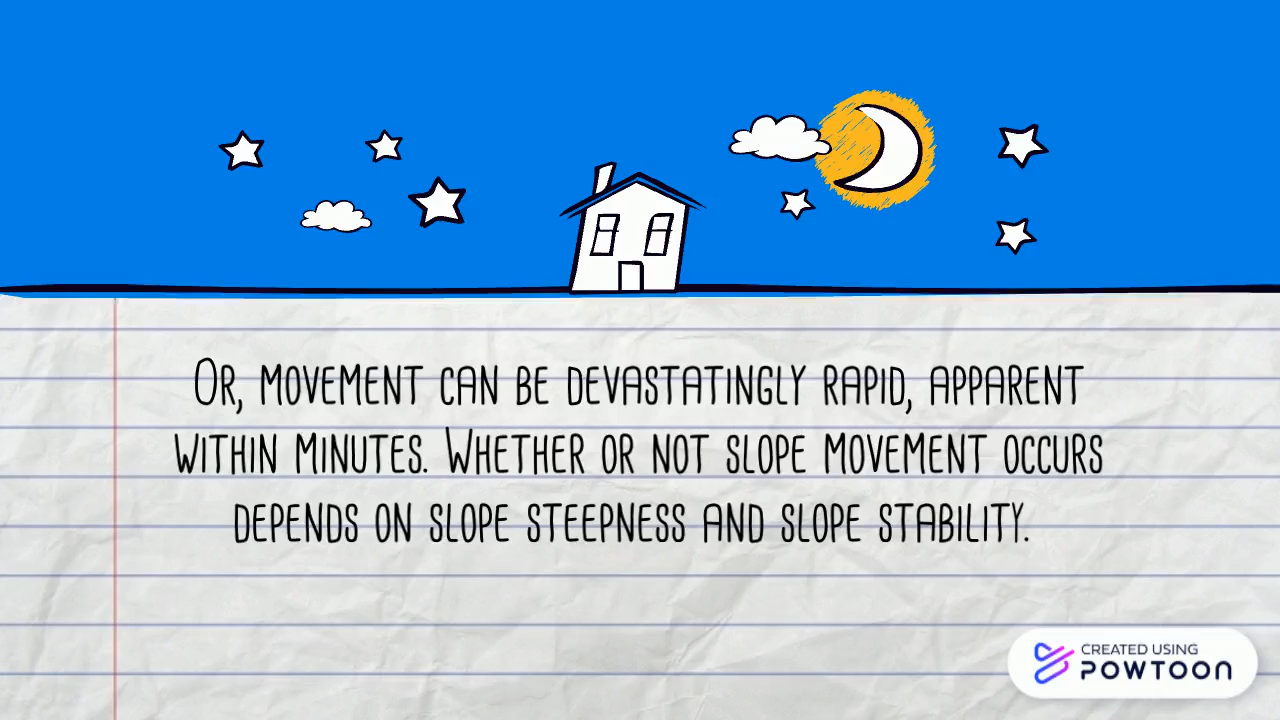 Or, movement can be devastatingly rapid, apparent
within minutes. Whether or not slope movement occurs
depends on slope steepness and slope stability.
CREATED USING
POWTOON